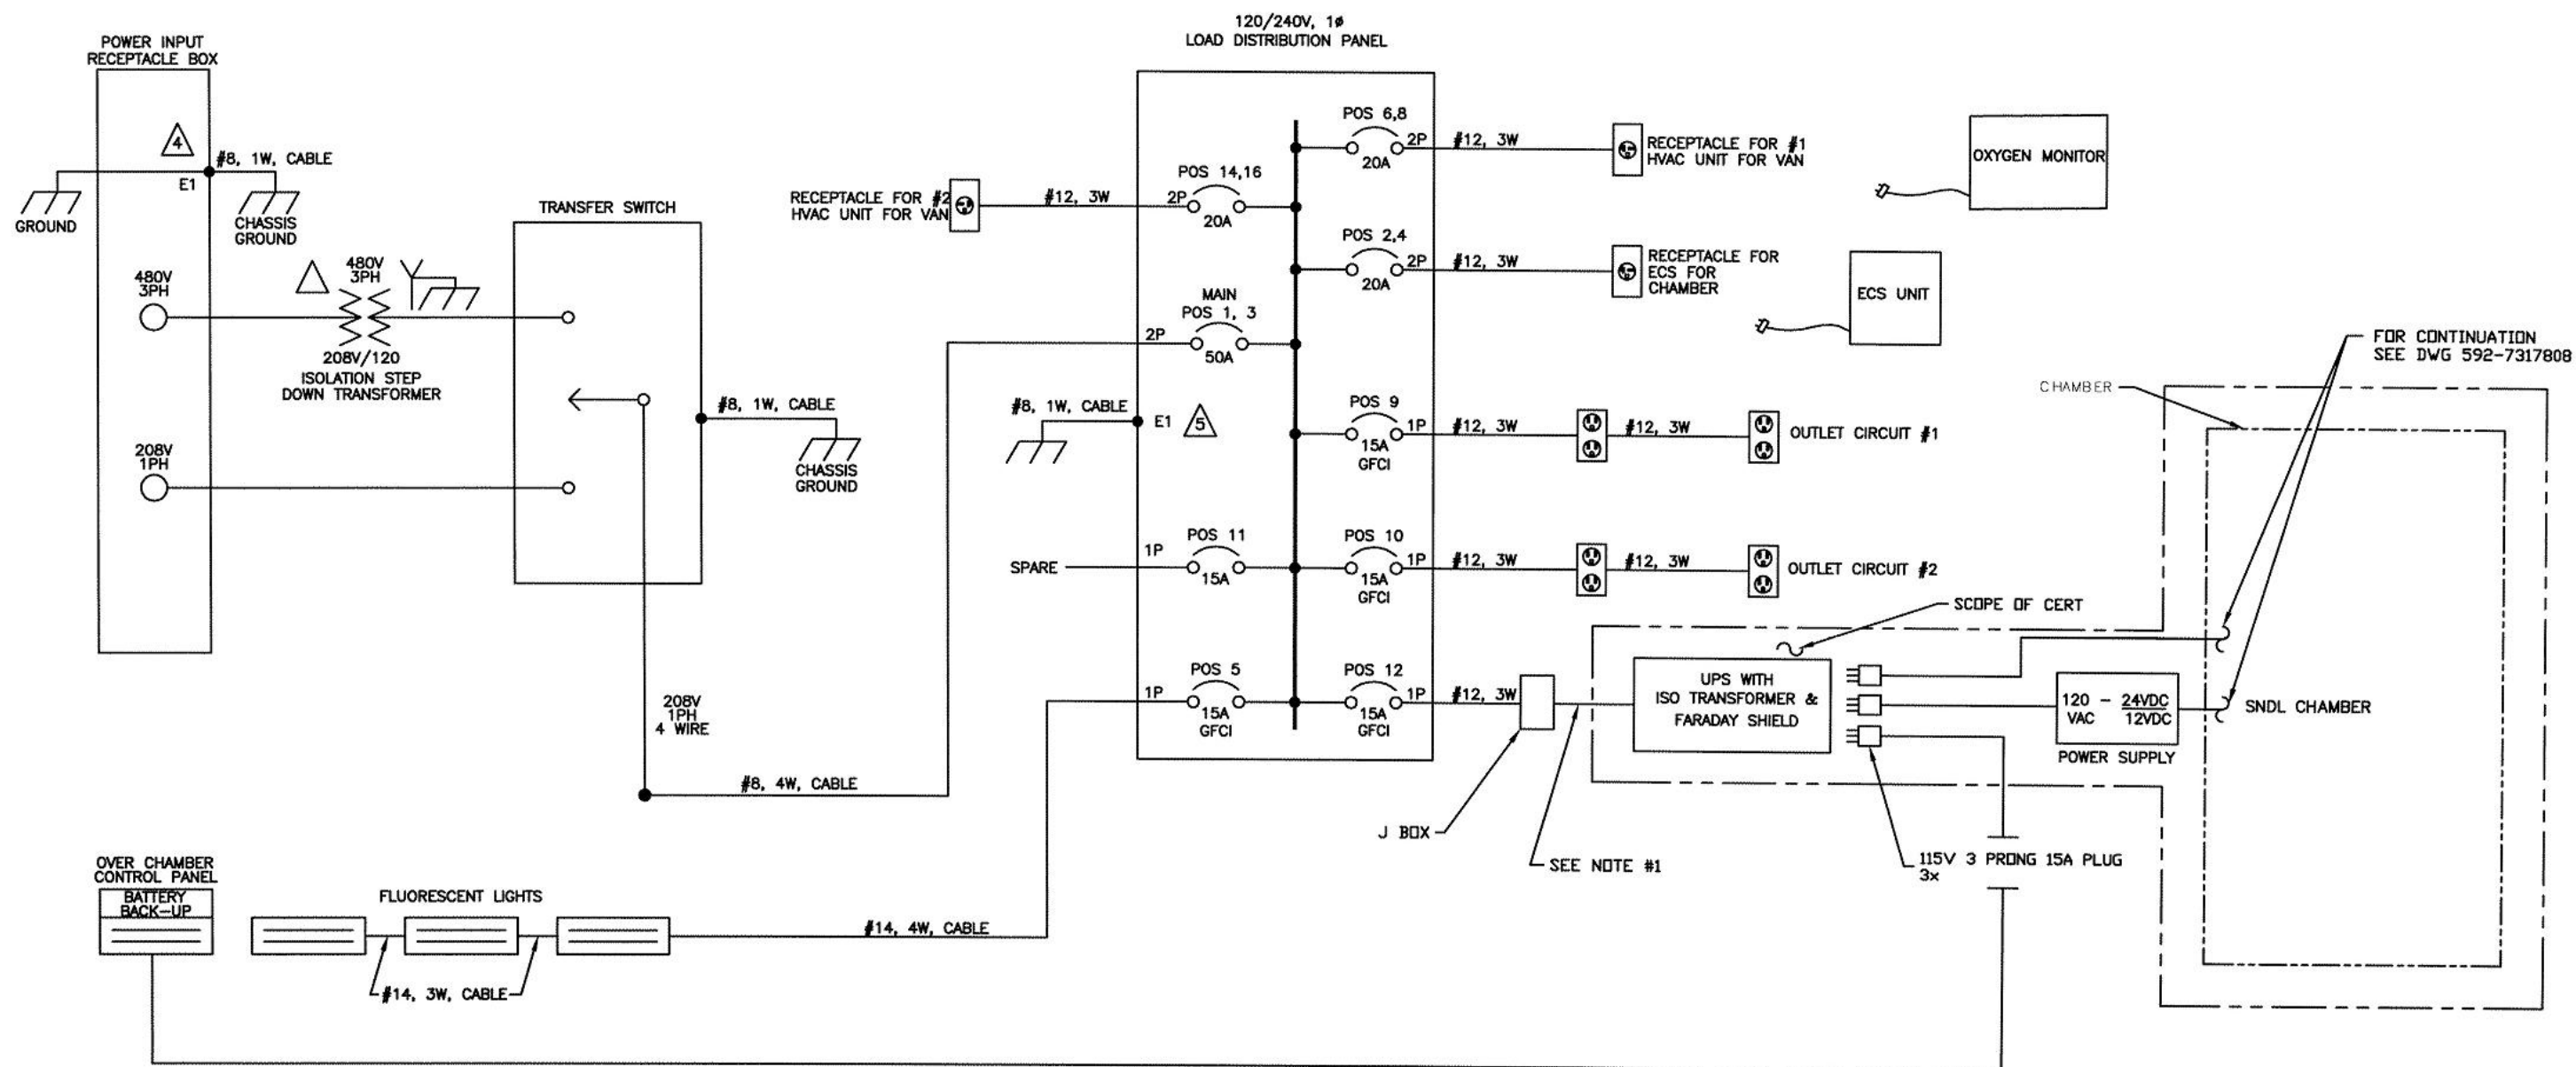 120/240V, 1ø
LOAD DISTRIBUTION PANEL
POWER INPUT
RECEPTACLE BOX
4
#8, 1W, CABLE
E1
GROUND
CHASSIS
GROUND
480V
3PH
480V
3PH
208V/120
ISOLATION STEP
DOWN TRANSFORMER
208V
1PH
TRANSFER SWITCH
#8, 1W, CABLE
CHASSIS
GROUND
208V
1PH
4 WIRE
#8, 4W, CABLE
RECEPTACLE FOR #2
HVAC UNIT FOR VAN
#12, 3W
2P
POS 14,16
20A
MAIN
POS 1, 3
2P
50A
#8, 1W, CABLE
E1
5
SPARE
1P
POS 11
15A
1P
POS 5
15A
GFCI
POS 6,8
2P
20A
#12, 3W
RECEPTACLE FOR #1
HVAC UNIT FOR VAN
OXYGEN MONITOR
POS 2,4
2P
20A
#12, 3W
RECEPTACLE FOR
ECS FOR
CHAMBER
ECS UNIT
POS 9
1P
15A
GFCI
#12, 3W
#12, 3W
OUTLET CIRCUIT #1
POS 10
1P
15A
GFCI
#12, 3W
#12, 3W
OUTLET CIRCUIT #2
POS 12
1P
15A
GFCI
#12, 3W
J BOX
SEE NOTE #1
SCOPE OF CERT
UPS WITH
ISO TRANSFORMER &
FARADAY SHIELD
115V 3 PRONG 15A PLUG
3x
120 - 24VDC
VAC 12VDC
POWER SUPPLY
SNDL CHAMBER
CHAMBER
FOR CONTINUATION
SEE DWG 592-7317808
OVER CHAMBER
CONTROL PANEL
BATTERY
BACK-UP
FLUORESCENT LIGHTS
#14, 3W, CABLE
#14, 4W, CABLE